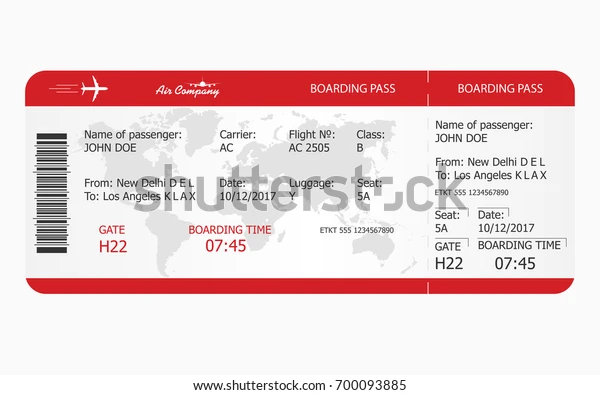 Air Company
BOARDING PASS
BOARDING PASS
Name of passenger:
JOHN DOE
Carrier:
AC
Flight Nº:
AC 2505
Class:
B
From: New Delhi D E L
To: Los Angeles K L A X
Date:
10/12/2017
Luggage:
Y
Seat:
5A
GATE
H22
BOARDING TIME
07:45
ETKT 555 1234567890
Name of passenger:
JOHN DOE
From: New Delhi D E L
To: Los Angeles K L A X
ETKT 555 1234567890
Seat:
5A
Date:
10/12/2017
GATE
H22
BOARDING TIME
07:45
shutterstock
shutterstock.com · 700093885